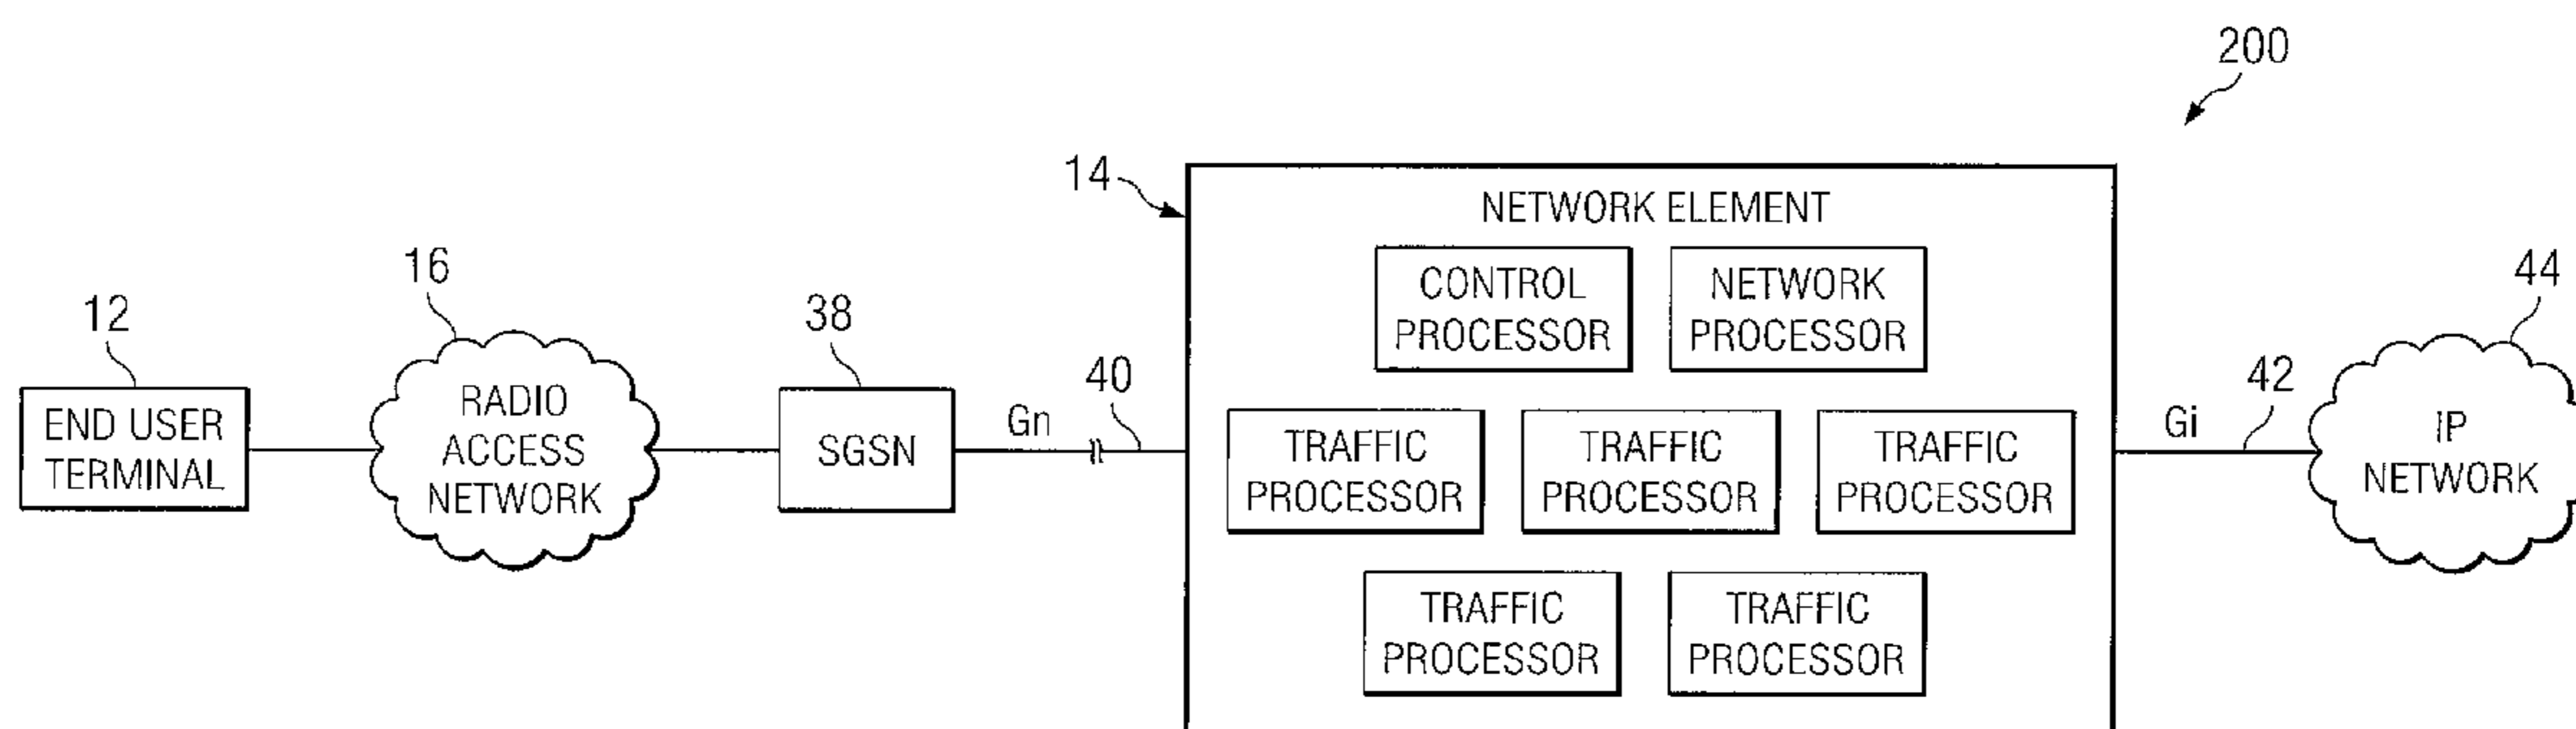 200
14
NETWORK ELEMENT
16
CONTROL
PROCESSOR
NETWORK
PROCESSOR
44
12
38
40
42
END USER
TERMINAL
RADIO
ACCESS
NETWORK
SGSN
Gn
TRAFFIC
PROCESSOR
TRAFFIC
PROCESSOR
TRAFFIC
PROCESSOR
Gi
IP
NETWORK
TRAFFIC
PROCESSOR
TRAFFIC
PROCESSOR